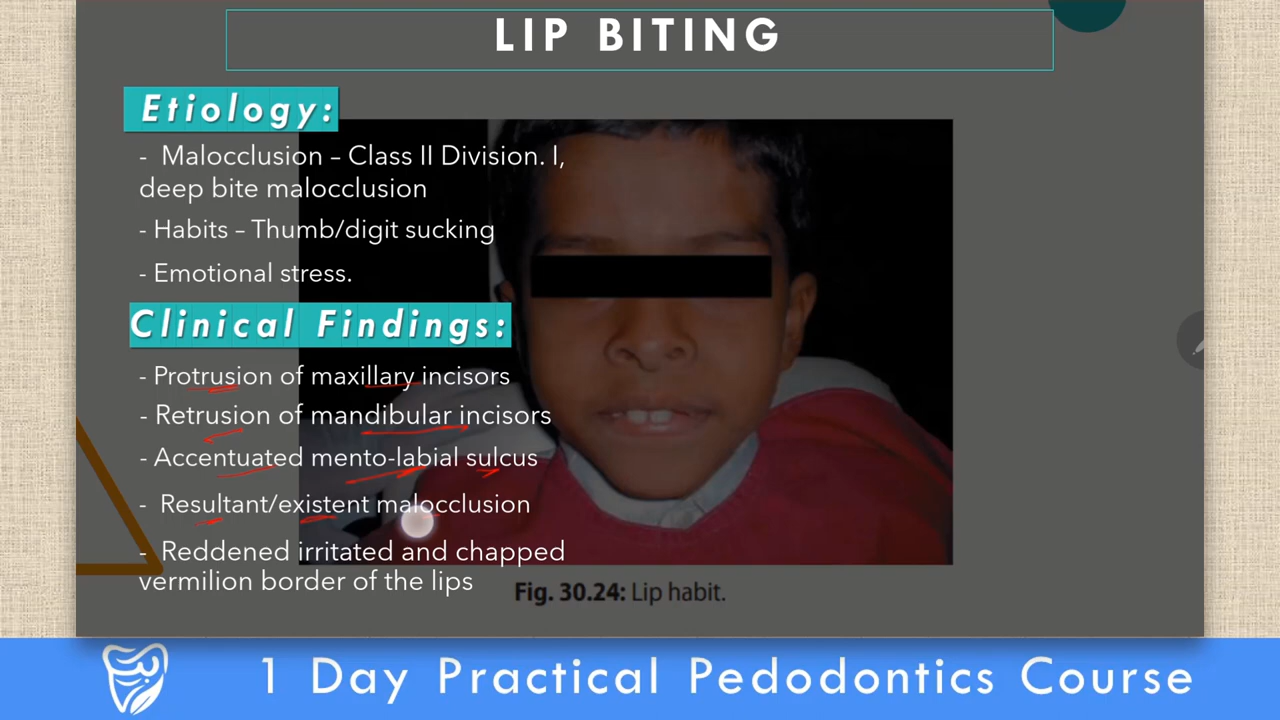 LIP BITING
Etiology:
- Malocclusion – Class II Division. I,
deep bite malocclusion
- Habits – Thumb/digit sucking
- Emotional stress.
Clinical Findings:
- Protrusion of maxillary incisors
- Retrusion of mandibular incisors
- Accentuated mento-labial sulcus
- Resultant/existent malocclusion
- Reddened irritated and chapped
vermilion border of the lips
Fig. 30.24: Lip habit.
1 Day Practical Pedodontics Course